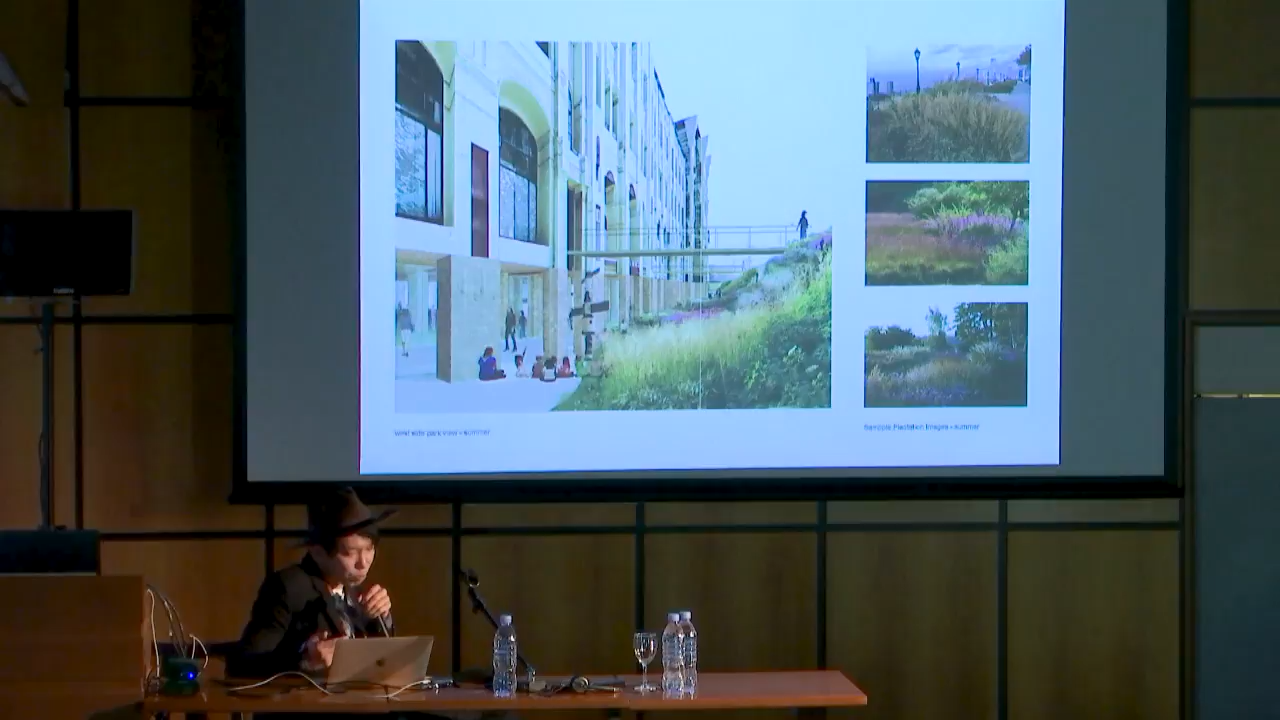 West side park view - summer
Sample Plantation Images - summer